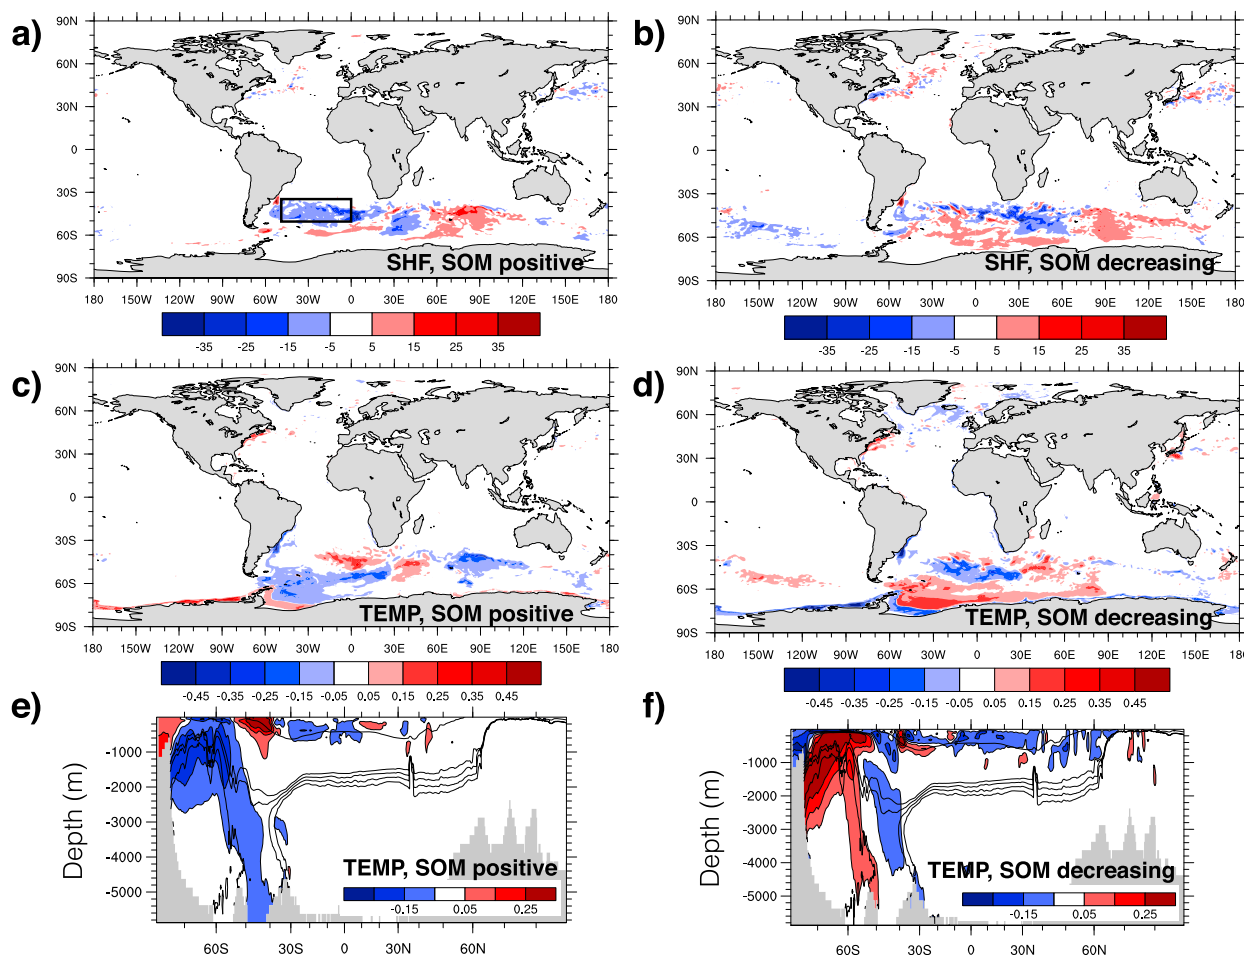 a)
90N
60N
30N
0
30S
60S
90S
SHF, SOM positive
180 150W 120W 90W 60W 30W 0 30E 60E 90E 120E 150E 180
-35 -25 -15 -5 5 15 25 35
b)
90N
60N
30N
0
30S
60S
90S
SHF, SOM decreasing
180 150W 120W 90W 60W 30W 0 30E 60E 90E 120E 150E 180
-35 -25 -15 -5 5 15 25 35
c)
90N
60N
30N
0
30S
60S
90S
TEMP, SOM positive
180 150W 120W 90W 60W 30W 0 30E 60E 90E 120E 150E 180
-0.45 -0.35 -0.25 -0.15 -0.05 0.05 0.15 0.25 0.35 0.45
d)
90N
60N
30N
0
30S
60S
90S
TEMP, SOM decreasing
180 150W 120W 90W 60W 30W 0 30E 60E 90E 120E 150E 180
-0.45 -0.35 -0.25 -0.15 -0.05 0.05 0.15 0.25 0.35 0.45
e)
Depth (m)
-1000
-2000
-3000
-4000
-5000
TEMP, SOM positive
-0.15 0.05 0.25
60S 30S 0 30N 60N
f)
Depth (m)
-1000
-2000
-3000
-4000
-5000
TEMP, SOM decreasing
-0.15 0.05 0.25
60S 30S 0 30N 60N